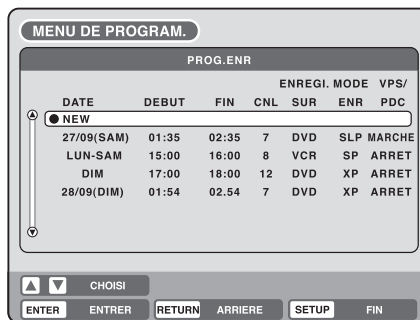 MENU DE PROGRAM.
PROG.ENR
ENREGI. MODE VPS/
DATE DEBUT FIN CNL SUR ENR PDC
NEW
27/09(SAM) 01:35 02:35 7 DVD SLP MARCHE
LUN-SAM 15:00 16:00 8 VCR SP ARRET
DIM 17:00 18:00 12 DVD XP ARRET
28/09(DIM) 01:54 02.54 7 DVD XP ARRET
CHOISI
ENTER ENTRER RETURN ARRIERE SETUP FIN